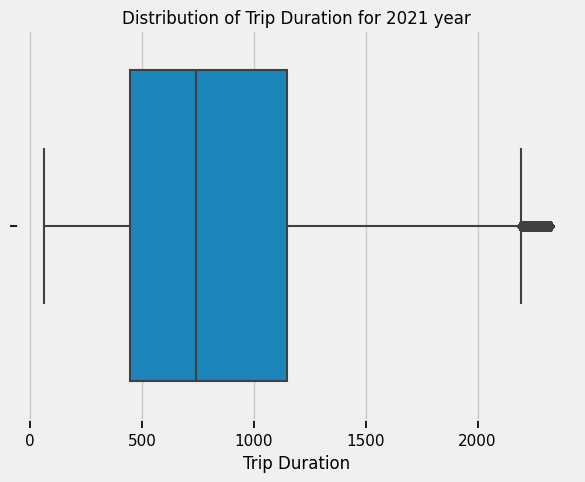 Distribution of Trip Duration for 2021 year
0 500 1000 1500 2000
Trip Duration